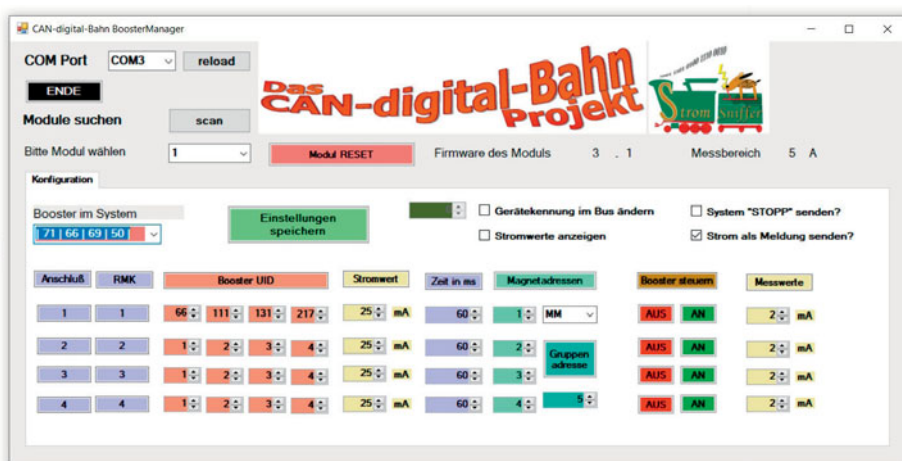 CAN-digital-Bahn BoosterManager
COM Port COM3 reload
ENDE
Das CAN-digital-Bahn Projekt
Strom Sniffer
Module suchen scan
Bitte Modul wählen 1 Modul RESET Firmware des Moduls 3 . 1 Messbereich 5 A
Konfiguration
Booster im System
| 71 | 66 | 69 | 50 |
Einstellungen speichern
Gerätekennung im Bus ändern System "STOPP" senden?
Stromwerte anzeigen Strom als Meldung senden?
Anschluß RMK Booster UID Stromwert Zeit in ms Magnetadressen Booster steuern Messwerte
1 1 66 111 131 217 25 mA 60 1 MM AUS AN 2 mA
2 2 1 2 3 4 25 mA 60 2 Gruppen adresse AUS AN 2 mA
3 3 1 2 3 4 25 mA 60 3 AUS AN 2 mA
4 4 1 2 3 4 25 mA 60 4 5 AUS AN 2 mA